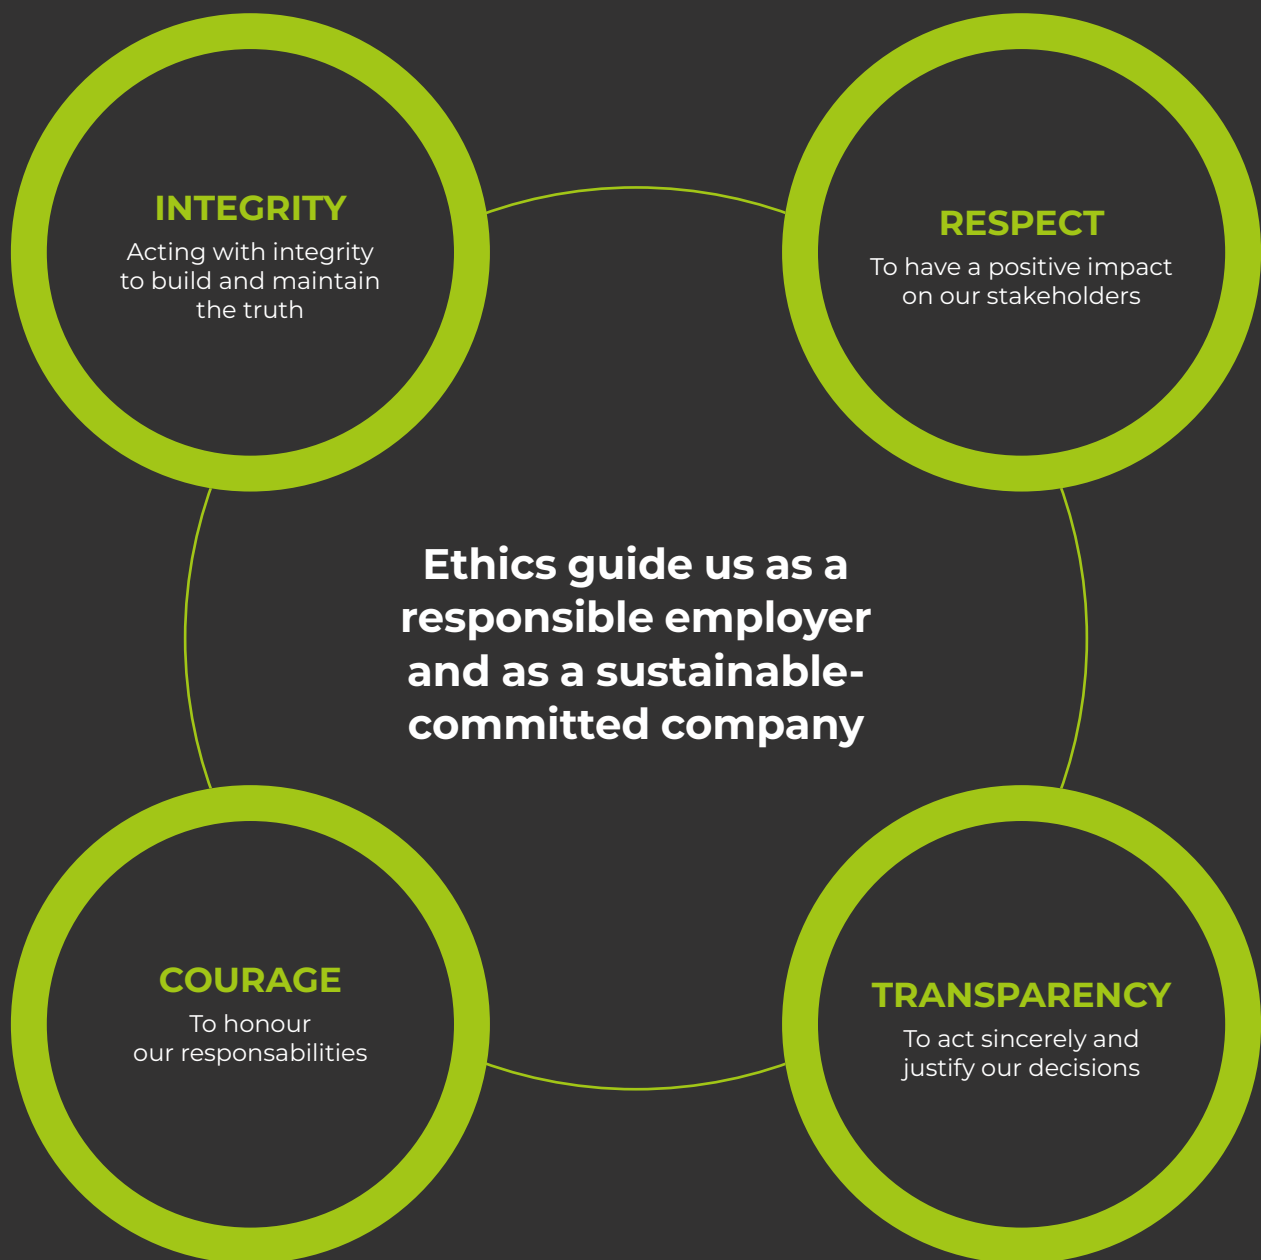 INTEGRITY
Acting with integrity
to build and maintain
the truth
RESPECT
To have a positive impact
on our stakeholders
Ethics guide us as a
responsible employer
and as a sustainable-
committed company
COURAGE
To honour
our responsabilities
TRANSPARENCY
To act sincerely and
justify our decisions